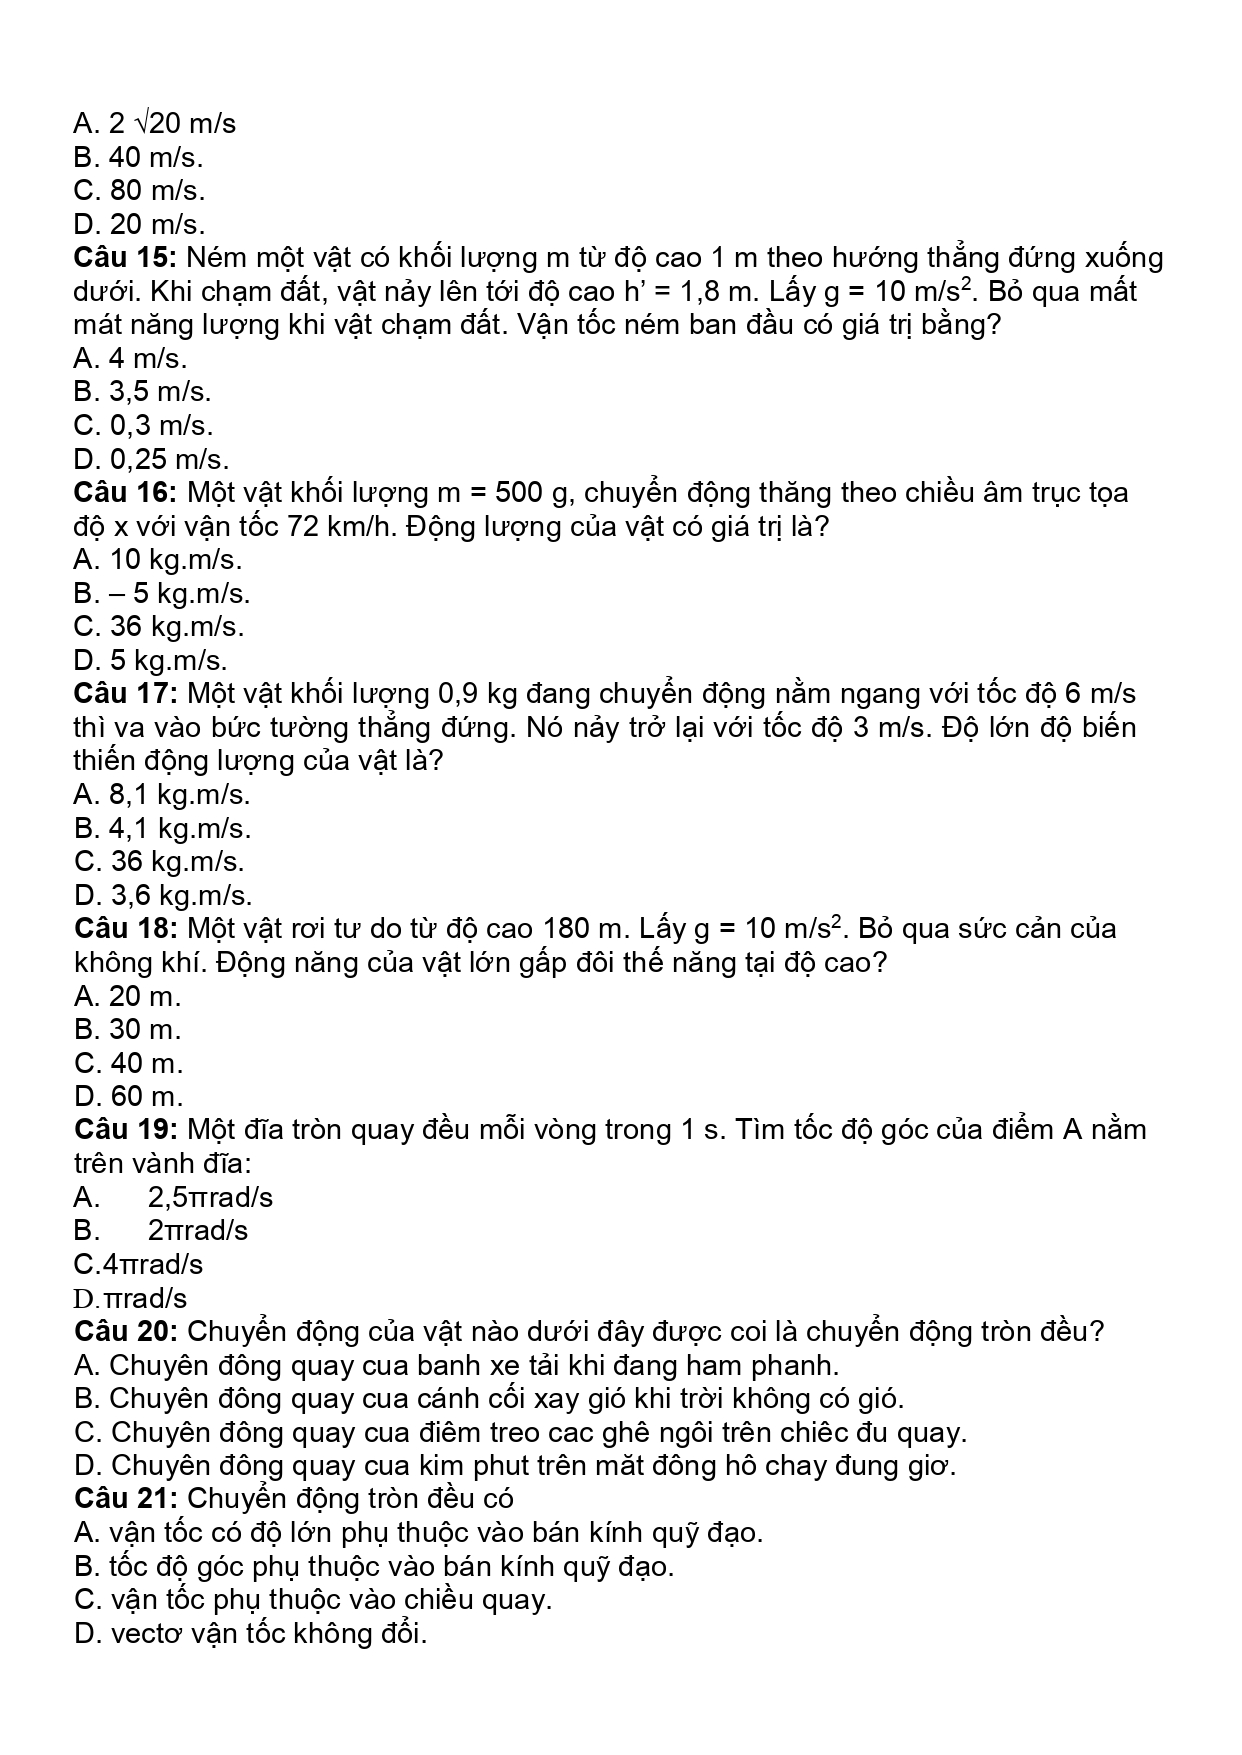 A. 2 √20 m/s
B. 40 m/s.
C. 80 m/s.
D. 20 m/s.
Câu 15: Ném một vật có khối lượng m từ độ cao 1 m theo hướng thẳng đứng xuống
dưới. Khi chạm đất, vật nảy lên tới độ cao h’ = 1,8 m. Lấy g = 10 m/s². Bỏ qua mất
mát năng lượng khi vật chạm đất. Vận tốc ném ban đầu có giá trị bằng?
A. 4 m/s.
B. 3,5 m/s.
C. 0,3 m/s.
D. 0,25 m/s.
Câu 16: Một vật khối lượng m = 500 g, chuyển động thăng theo chiều âm trục tọa
độ x với vận tốc 72 km/h. Động lượng của vật có giá trị là?
A. 10 kg.m/s.
B. – 5 kg.m/s.
C. 36 kg.m/s.
D. 5 kg.m/s.
Câu 17: Một vật khối lượng 0,9 kg đang chuyển động nằm ngang với tốc độ 6 m/s
thì va vào bức tường thẳng đứng. Nó nảy trở lại với tốc độ 3 m/s. Độ lớn độ biến
thiến động lượng của vật là?
A. 8,1 kg.m/s.
B. 4,1 kg.m/s.
C. 36 kg.m/s.
D. 3,6 kg.m/s.
Câu 18: Một vật rơi tư do từ độ cao 180 m. Lấy g = 10 m/s². Bỏ qua sức cản của
không khí. Động năng của vật lớn gấp đôi thế năng tại độ cao?
A. 20 m.
B. 30 m.
C. 40 m.
D. 60 m.
Câu 19: Một đĩa tròn quay đều mỗi vòng trong 1 s. Tìm tốc độ góc của điểm A nằm
trên vành đĩa:
A. 2,5πrad/s
B. 2πrad/s
C.4πrad/s
D.πrad/s
Câu 20: Chuyển động của vật nào dưới đây được coi là chuyển động tròn đều?
A. Chuyên đông quay cua banh xe tải khi đang ham phanh.
B. Chuyên đông quay cua cánh cối xay gió khi trời không có gió.
C. Chuyên đông quay cua điêm treo cac ghê ngôi trên chiêc đu quay.
D. Chuyên đông quay cua kim phut trên măt đông hô chay đung giơ.
Câu 21: Chuyển động tròn đều có
A. vận tốc có độ lớn phụ thuộc vào bán kính quỹ đạo.
B. tốc độ góc phụ thuộc vào bán kính quỹ đạo.
C. vận tốc phụ thuộc vào chiều quay.
D. vectơ vận tốc không đổi.